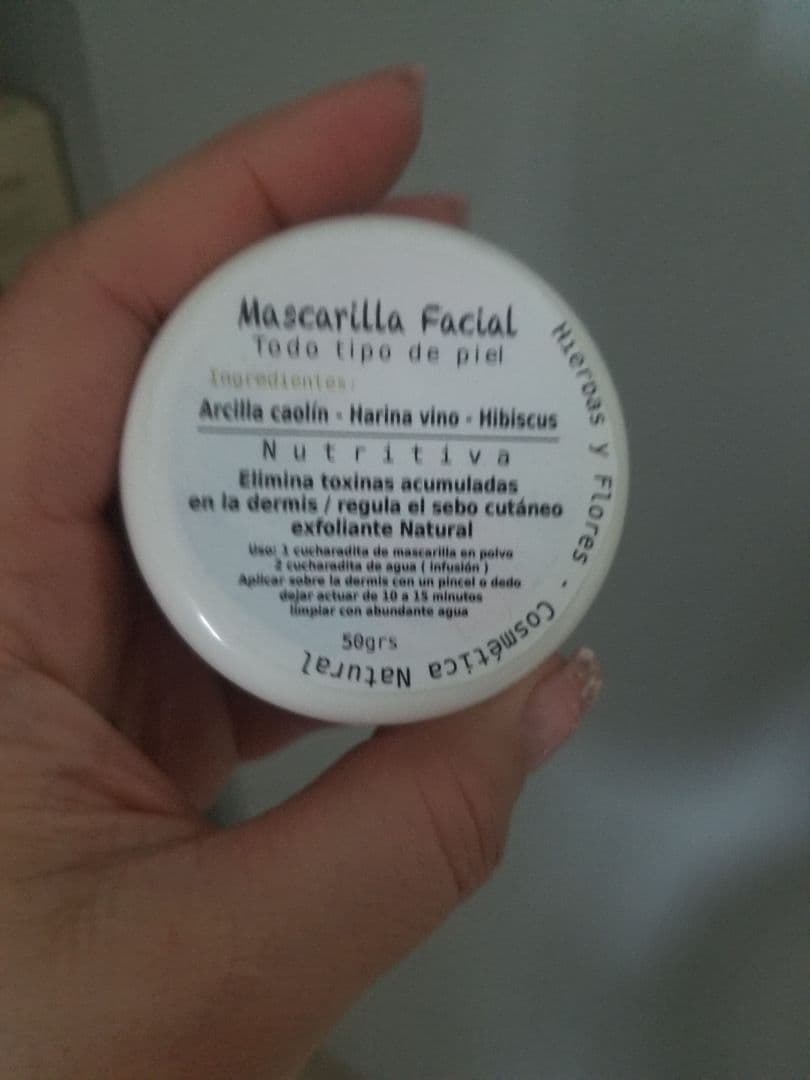 Mascarilla Facial
Todo tipo de piel
Ingredientes:
Arcilla caolín - Harina vino - Hibiscus
Nutritiva
Elimina toxinas acumuladas
en la dermis / regula el sebo cutáneo
exfoliante Natural
Uso: 1 cucharadita de mascarilla en polvo
2 cucharadita de agua ( infusión )
Aplicar sobre la dermis con un pincel o dedo
dejar actuar de 10 a 15 minutos
limpiar con abundante agua
50grs
Hierbas y Flores - Cosmética Natural